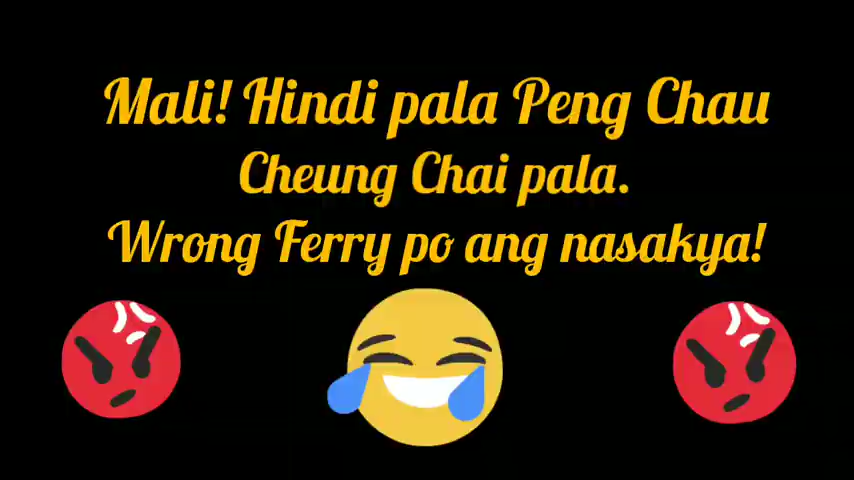 Mali! Hindi pala Peng Chau
Cheung Chai pala.
Wrong Ferry po ang nasakya!